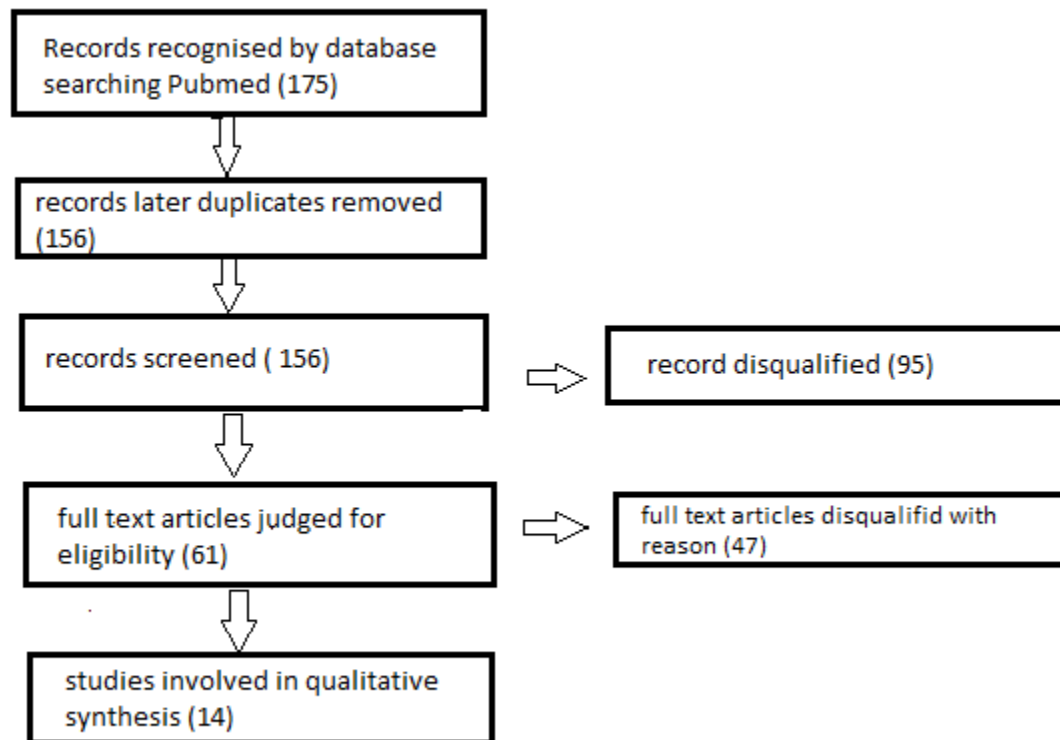 Records recognised by database
searching Pubmed (175)
records later duplicates removed
(156)
records screened ( 156)
record disqualified (95)
full text articles judged for
eligibility (61)
full text articles disqualifid with
reason (47)
studies involved in qualitative
synthesis (14)